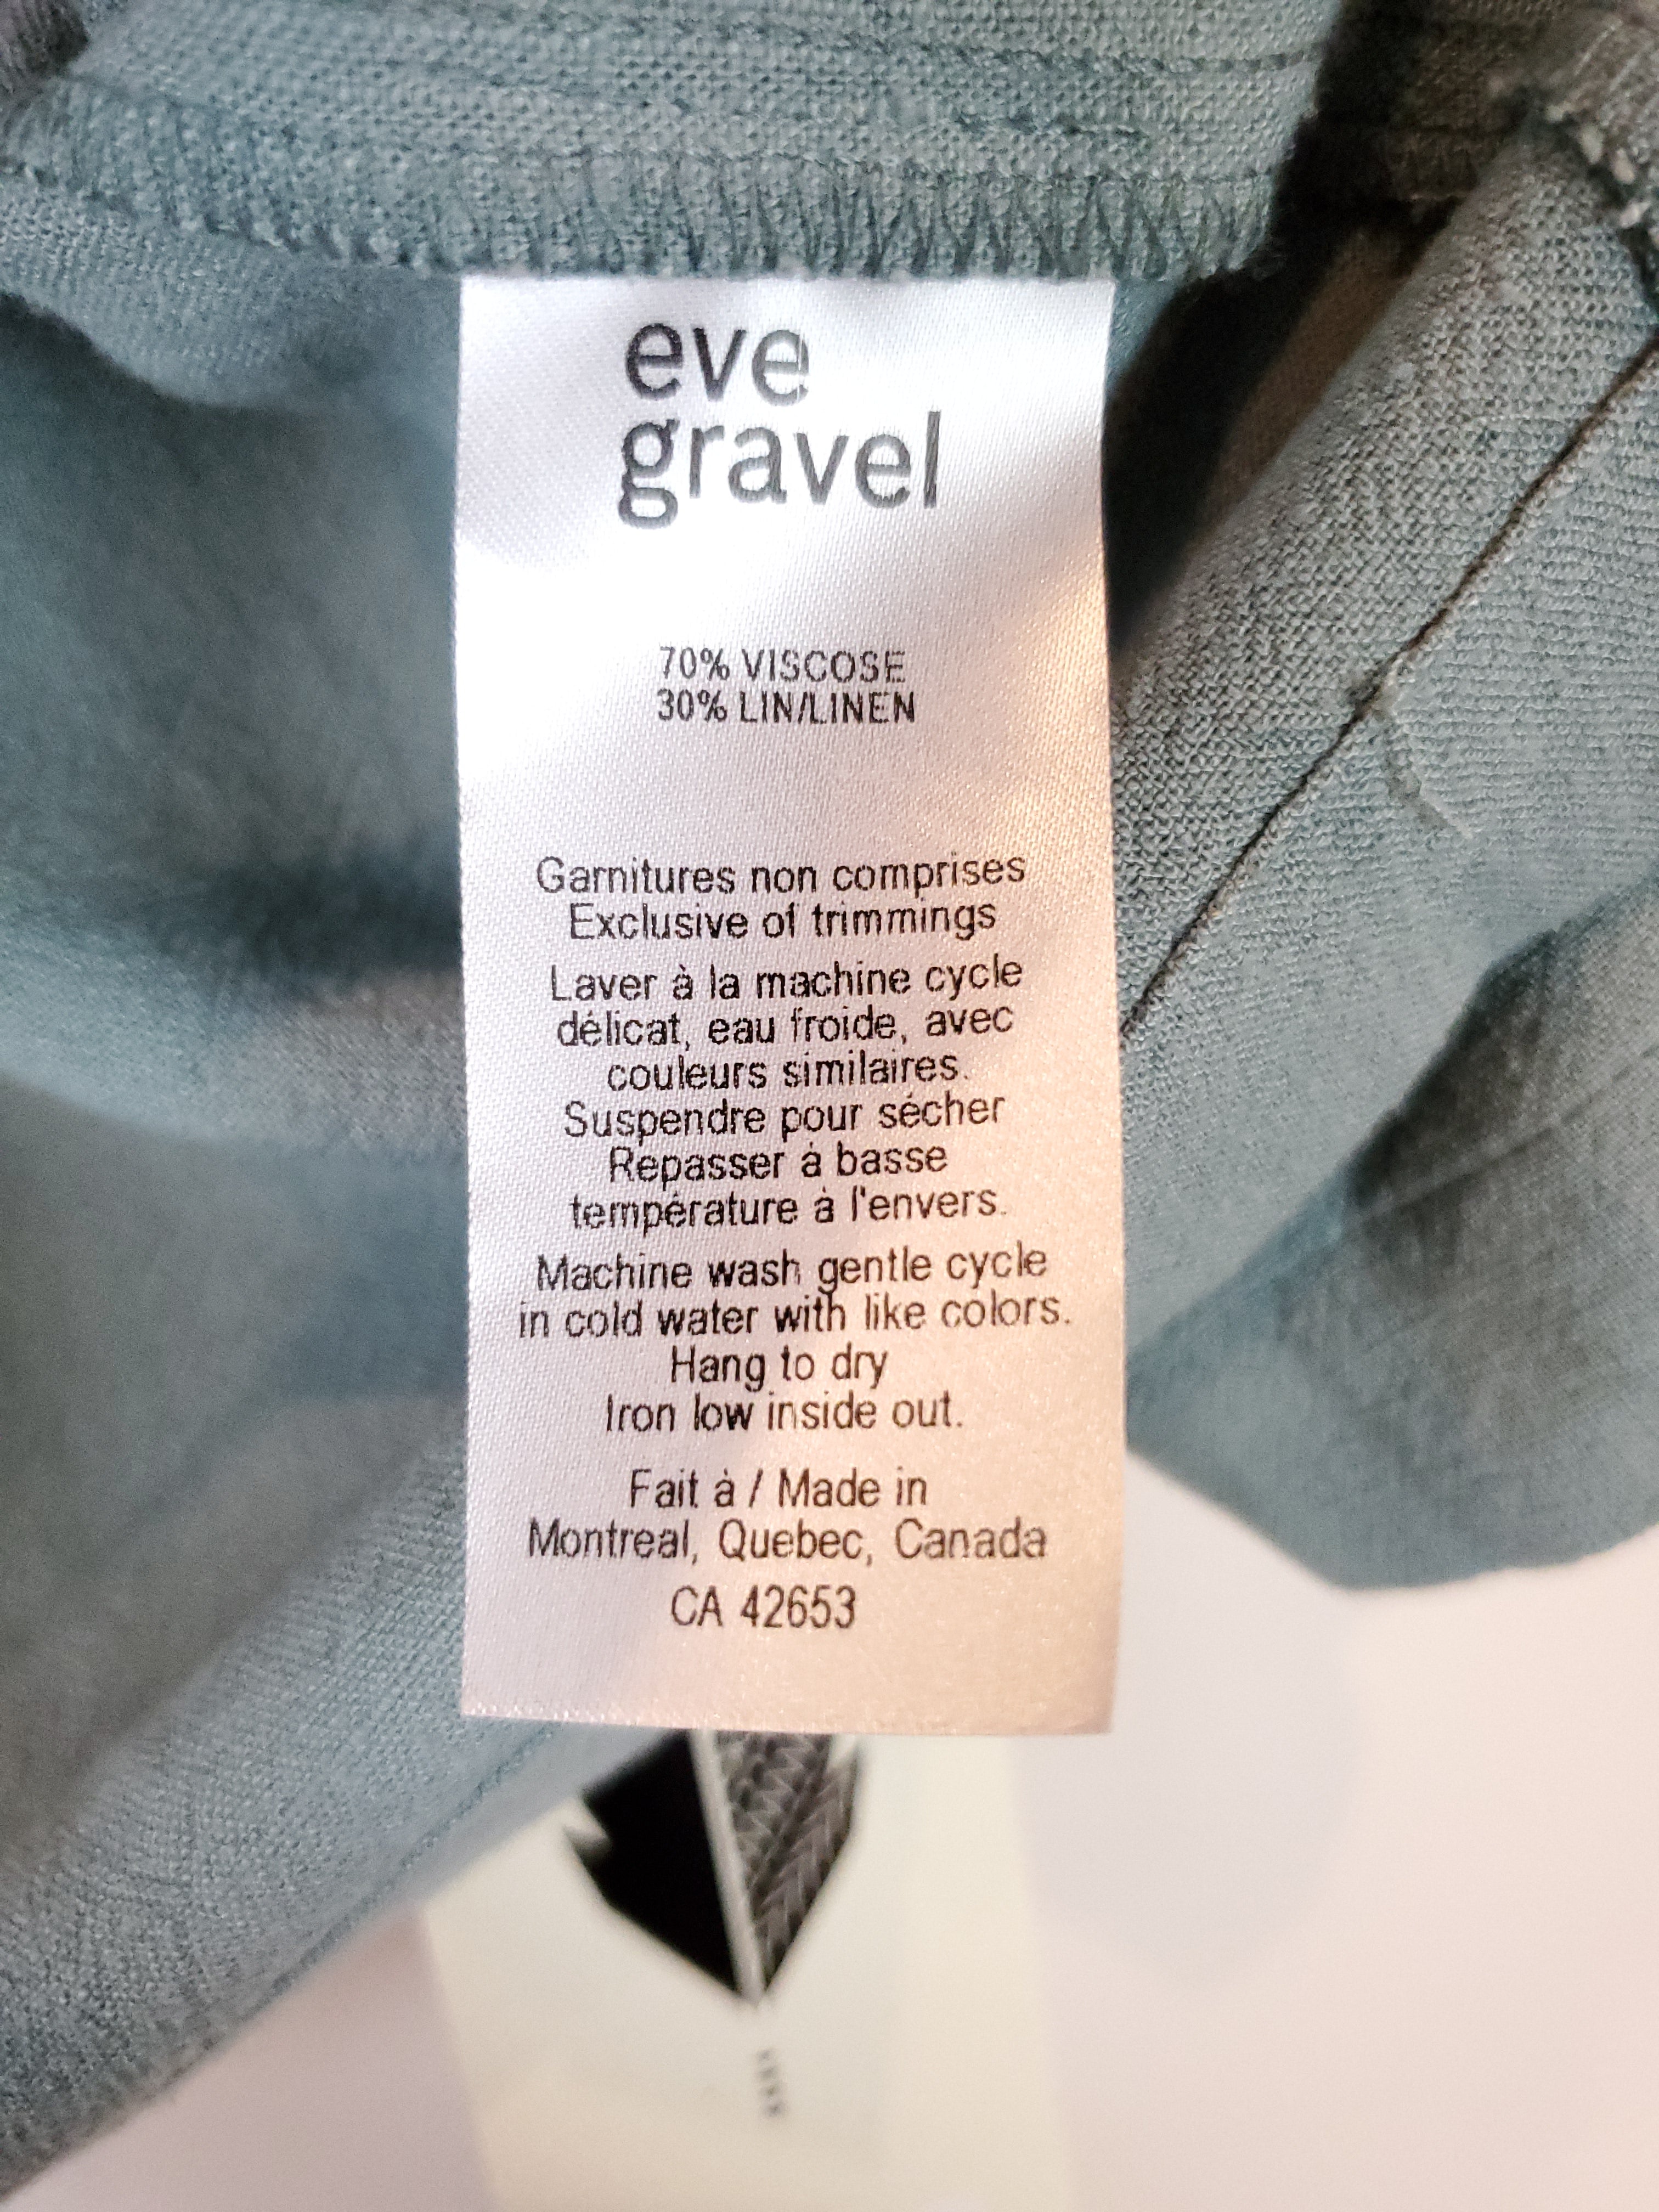 eve
gravel
70% VISCOSE
30% LIN/LINEN
Garnitures non comprises
Exclusive of trimmings
Laver à la machine cycle
délicat, eau froide, avec
couleurs similaires.
Suspendre pour sécher
Repasser à basse
température à l'envers.
Machine wash gentle cycle
in cold water with like colors.
Hang to dry
Iron low inside out.
Fait à / Made in
Montreal, Quebec, Canada
CA 42653